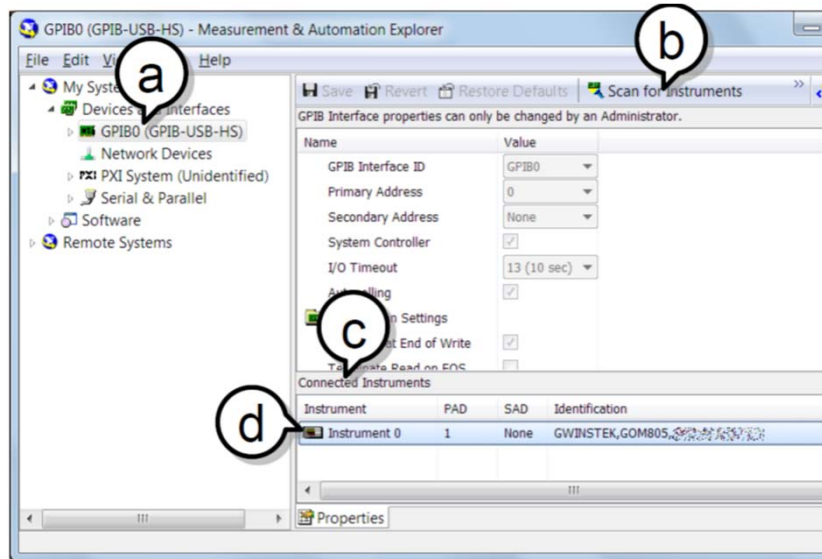 GPIB0 (GPIB-USB-HS) - Measurement & Automation Explorer
File Edit Help
b
a
My
Save Revert Restore Defaults Scan for Instruments
Devices
GPIB Interface properties can only be changed by an Administrator.
GPIB0 (GPIB-USB-HS)
Name Value
Network Devices
GPIB Interface ID GPIB0
PXI PXI System (Unidentified)
Primary Address 0
Serial & Parallel
Secondary Address None
Software
System Controller
Remote Systems
I/O Timeout 13 (10 sec)
Settings
c
at End of Write
Terminate Read on EOS
Connected Instruments
Instrument PAD SAD Identification
d
Instrument 0 1 None GWINSTEK,GOM805,
Properties